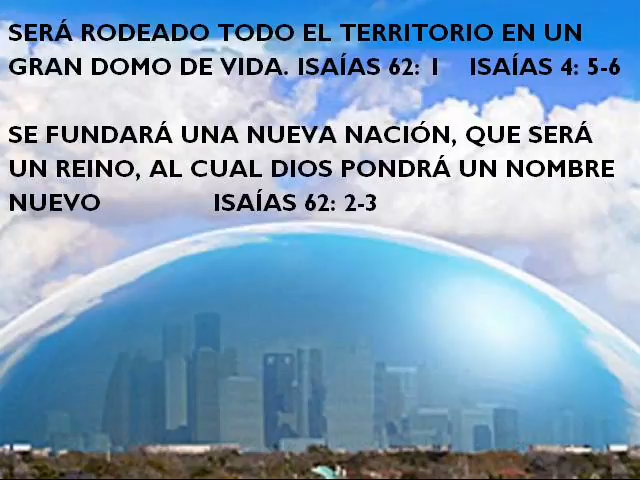 SERÁ RODEADO TODO EL TERRITORIO EN UN
GRAN DOMO DE VIDA. ISAÍAS 62: 1 ISAÍAS 4: 5-6
SE FUNDARÁ UNA NUEVA NACIÓN, QUE SERÁ
UN REINO, AL CUAL DIOS PONDRÁ UN NOMBRE
NUEVO ISAÍAS 62: 2-3